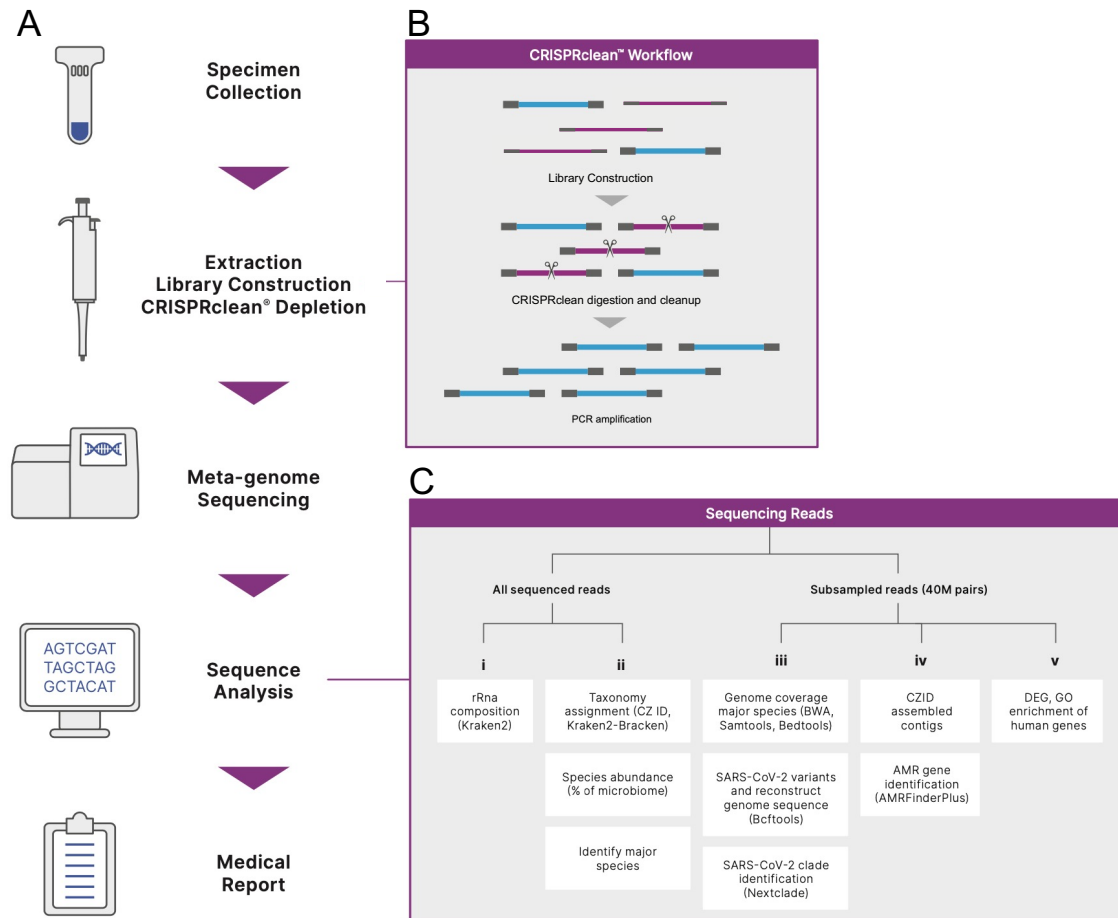 A
Specimen
Collection
Extraction
Library Construction
CRISPRclean® Depletion
Meta-genome
Sequencing
AGTCGAT
TAGCTAG
GCTACAT
Sequence
Analysis
Medical
Report
B
CRISPRclean™ Workflow
Library Construction
CRISPRclean digestion and cleanup
PCR amplification
C
Sequencing Reads
All sequenced reads
Subsampled reads (40M pairs)
i
rRna
composition
(Kraken2)
ii
Taxonomy
assignment (CZ ID,
Kraken2-Bracken)
Species abundance
(% of microbiome)
Identify major
species
iii
Genome coverage
major species (BWA,
Samtools, Bedtools)
SARS-CoV-2 variants
and reconstruct
genome sequence
(Bcftools)
SARS-CoV-2 clade
identification
(Nextclade)
iv
CZID
assembled
contigs
AMR gene
identification
(AMRFinderPlus)
v
DEG, GO
enrichment of
human genes